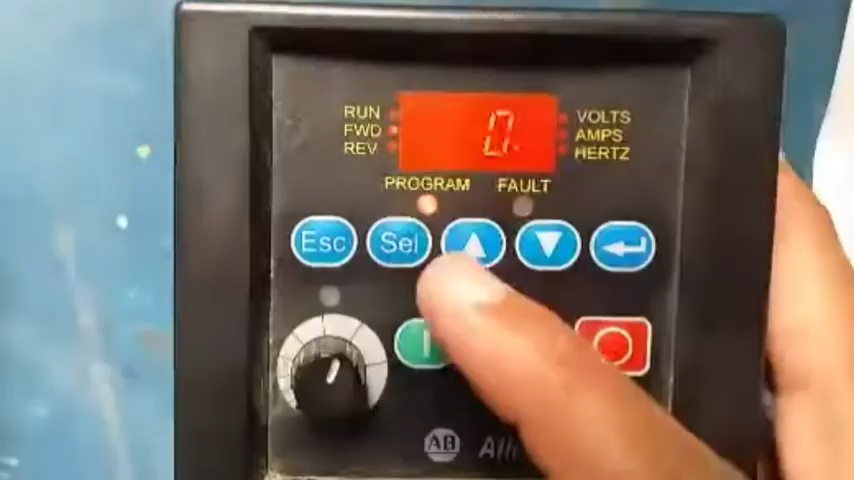 RUN
FWD
REV
0.
VOLTS
AMPS
HERTZ
PROGRAM FAULT
Esc Sel
AB